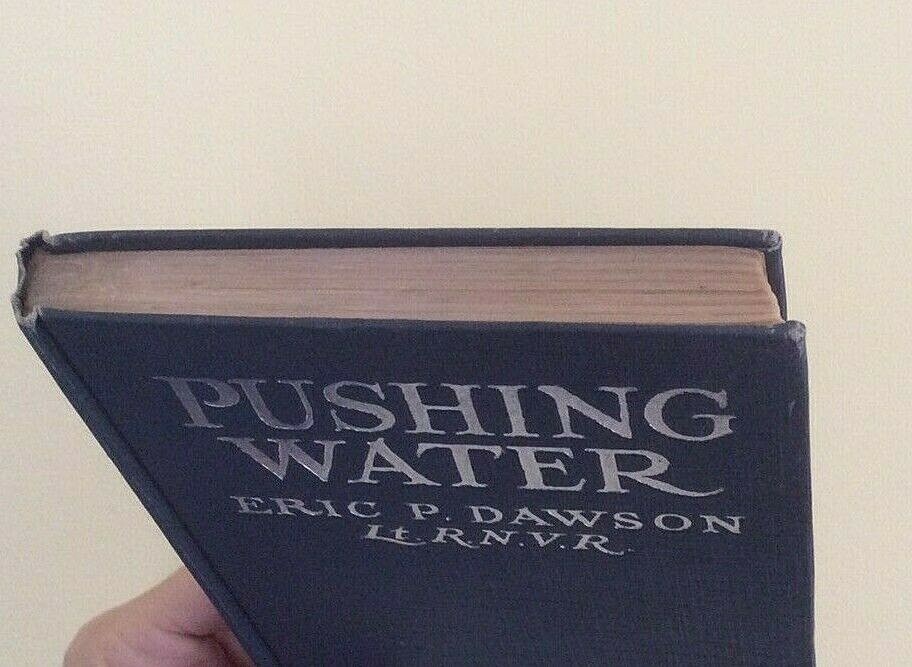 PUSHING
WATER
ERIC P. DAWSON
Lt. R.N.V.R.